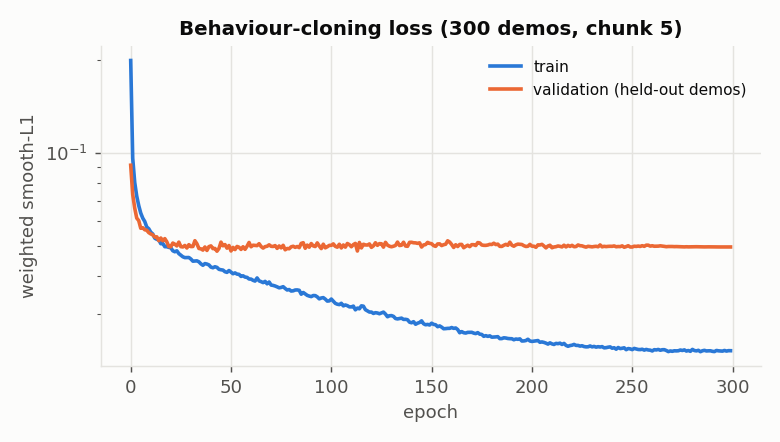 Behaviour-cloning loss (300 demos, chunk 5)
train
validation (held-out demos)
weighted smooth-L1
10⁻¹
0 50 100 150 200 250 300
epoch